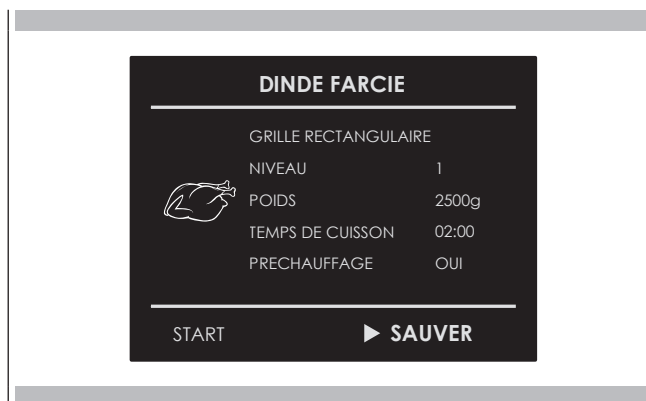 DINDE FARCIE
GRILLE RECTANGULAIRE
NIVEAU 1
POIDS 2500g
TEMPS DE CUISSON 02:00
PRECHAUFFAGE OUI
START ▶ SAUVER